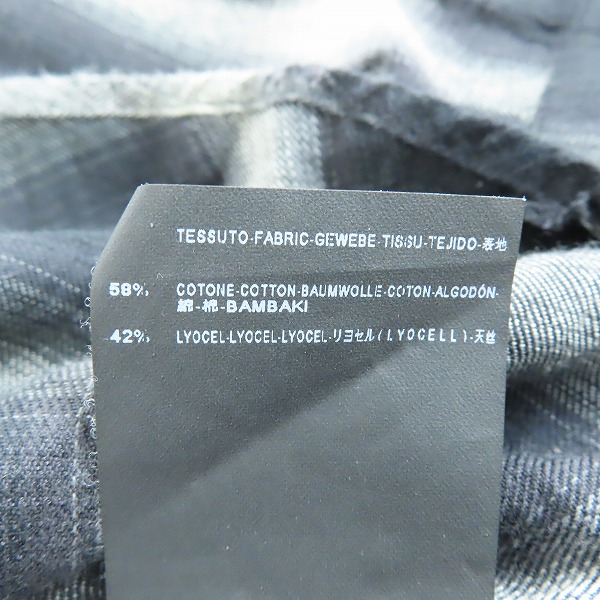 TESSUTO-FABRIC-GEWEBE-TISSU-TEJIDO-表地
58% COTONE-COTTON-BAUMWOLLE-COTON-ALGODÓN-
綿-棉-BAMBAKI
42% LYOCEL-LYOCEL-LYOCEL-リヨセル(LYOCELL)-天丝